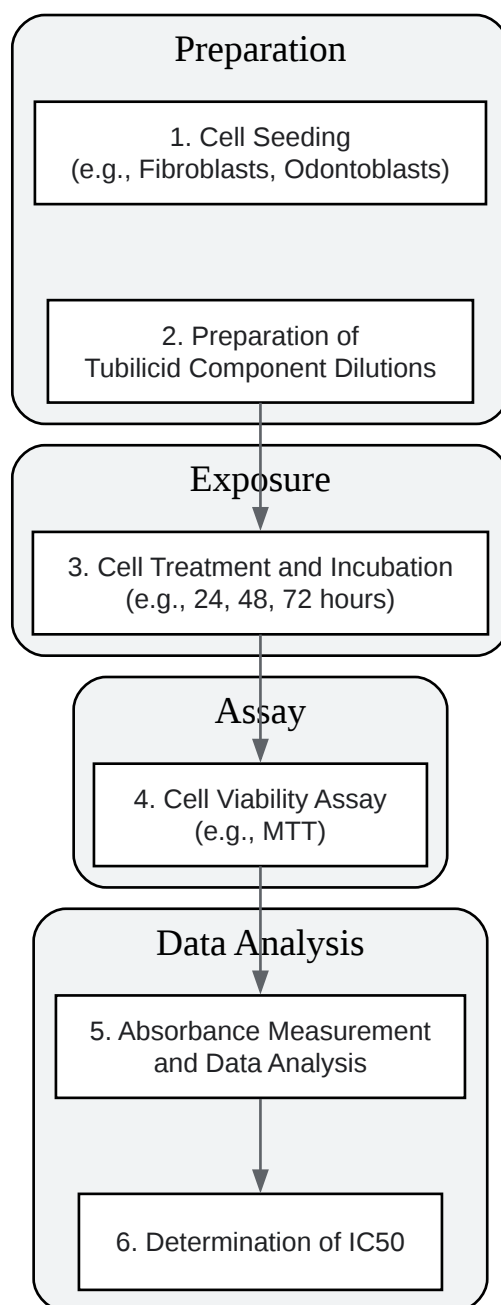 Preparation
1. Cell Seeding
(e.g., Fibroblasts, Odontoblasts)
2. Preparation of
Tubilicid Component Dilutions
Exposure
3. Cell Treatment and Incubation
(e.g., 24, 48, 72 hours)
Assay
4. Cell Viability Assay
(e.g., MTT)
Data Analysis
5. Absorbance Measurement
and Data Analysis
6. Determination of IC50